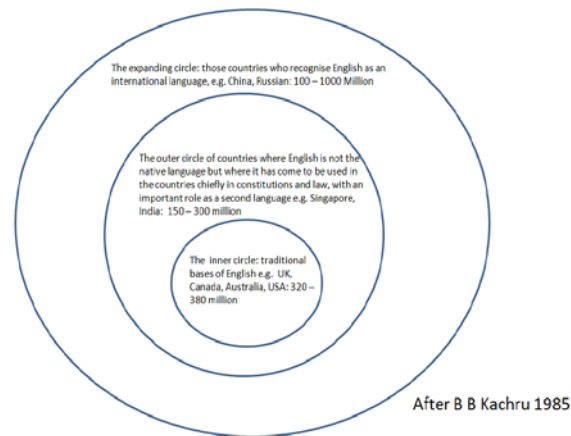 The expanding circle: those countries who recognise English as an
international language, e.g. China, Russian: 100 – 1000 Million
The outer circle of countries where English is not the
native language but where it has come to be used in
the countries chiefly in constitutions and law, with an
important role as a second language e.g. Singapore,
India: 150 – 300 million
The inner circle: traditional
bases of English e.g. UK,
Canada, Australia, USA: 320 –
380 million
After B B Kachru 1985